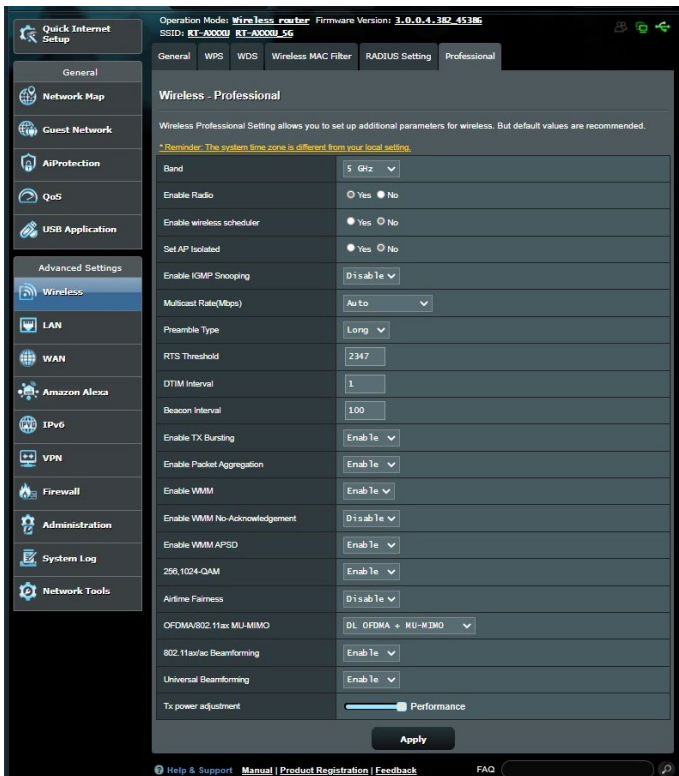 Quick Internet
Setup
General
Network Map
Guest Network
AiProtection
QoS
USB Application
Advanced Settings
Wireless
LAN
WAN
Amazon Alexa
IPv6
VPN
Firewall
Administration
System Log
Network Tools
Operation Mode: Wireless router Firmware Version: 3.0.0.4.382_45386
SSID: RT-AXXXU RT-AXXXU_5G
General WPS WDS Wireless MAC Filter RADIUS Setting Professional
Wireless - Professional
Wireless Professional Setting allows you to set up additional parameters for wireless. But default values are recommended.
* Reminder: The system time zone is different from your local setting.
Band 5 GHz
Enable Radio Yes No
Enable wireless scheduler Yes No
Set AP Isolated Yes No
Enable IGMP Snooping Disable
Multicast Rate(Mbps) Auto
Preamble Type Long
RTS Threshold 2347
DTIM Interval 1
Beacon Interval 100
Enable TX Bursting Enable
Enable Packet Aggregation Enable
Enable WMM Enable
Enable WMM No-Acknowledgement Disable
Enable WMM APSD Enable
256,1024-QAM Enable
Airtime Fairness Disable
OFDMA/802.11ax MU-MIMO DL OFDMA + MU-MIMO
802.11ax/ac Beamforming Enable
Universal Beamforming Enable
Tx power adjustment Performance
Apply
Help & Support Manual | Product Registration | Feedback FAQ